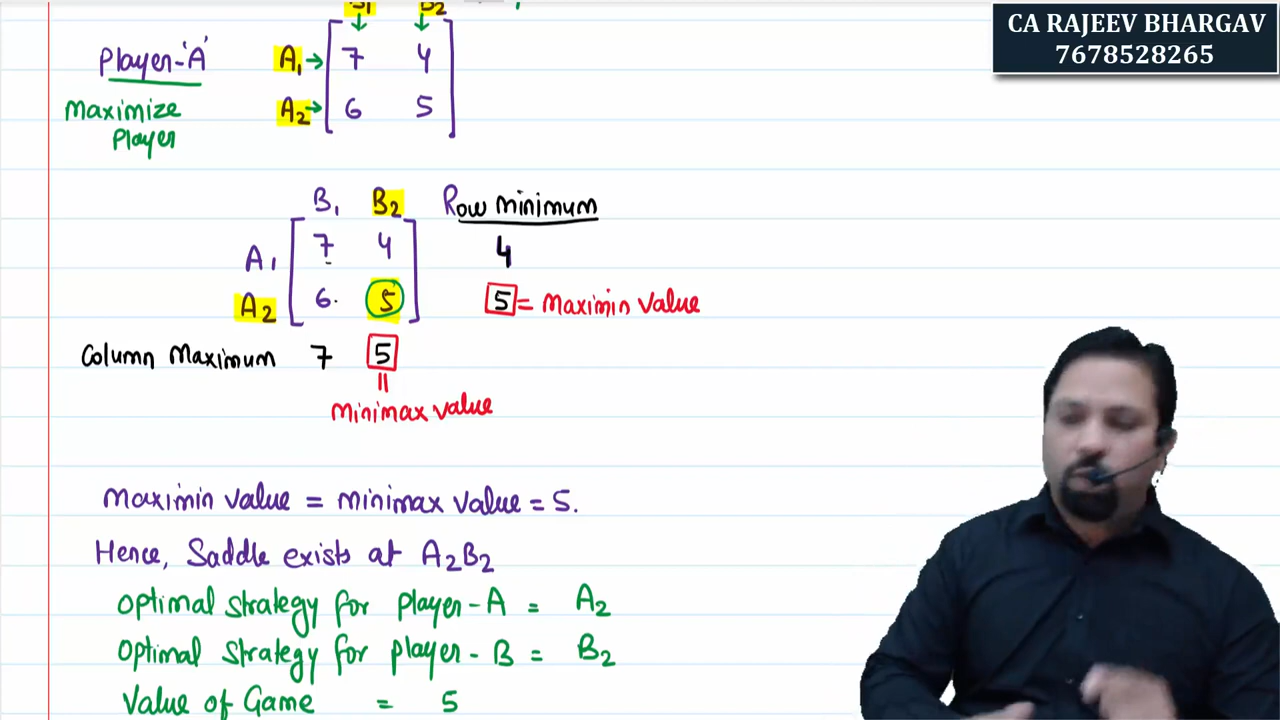 B1 B2
CA RAJEEV BHARGAV
7678528265
Player-'A'
Maximize
Player
A1 → 7 4
A2 → 6 5
B1 B2 Row minimum
A1 7 4 4
A2 6 5 5 = Maximin value
Column Maximum 7 5
=
minimax value
Maximin value = minimax value = 5.
Hence, Saddle exists at A2B2
Optimal strategy for player-A = A2
Optimal strategy for player-B = B2
Value of Game = 5